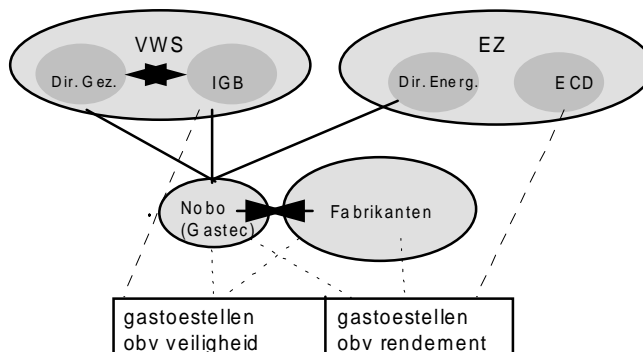 VWS
EZ
Dir. Gez.
IGB
Dir. Energ.
ECD
Nobo
(Gastec)
Fabrikanten
gastoestellen
obv veiligheid
gastoestellen
obv rendement